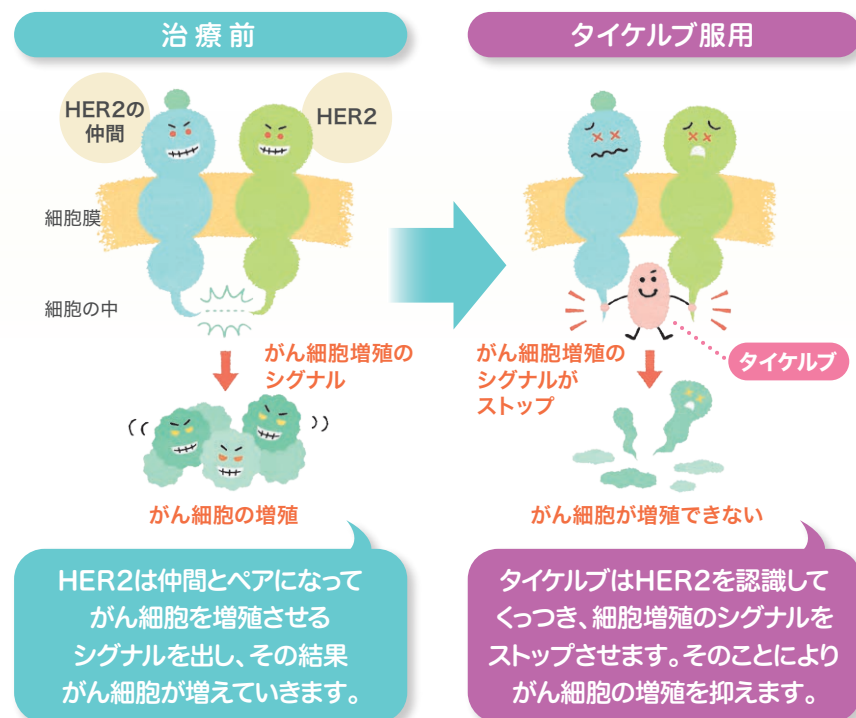 治療前
HER2の
仲間
HER2
細胞膜
細胞の中
がん細胞増殖の
シグナル
がん細胞の増殖
HER2は仲間とペアになって
がん細胞を増殖させる
シグナルを出し、その結果
がん細胞が増えていきます。
タイケルブ服用
がん細胞増殖の
シグナルが
ストップ
タイケルブ
がん細胞が増殖できない
タイケルブはHER2を認識して
くっつき、細胞増殖のシグナルを
ストップさせます。そのことにより
がん細胞の増殖を抑えます。